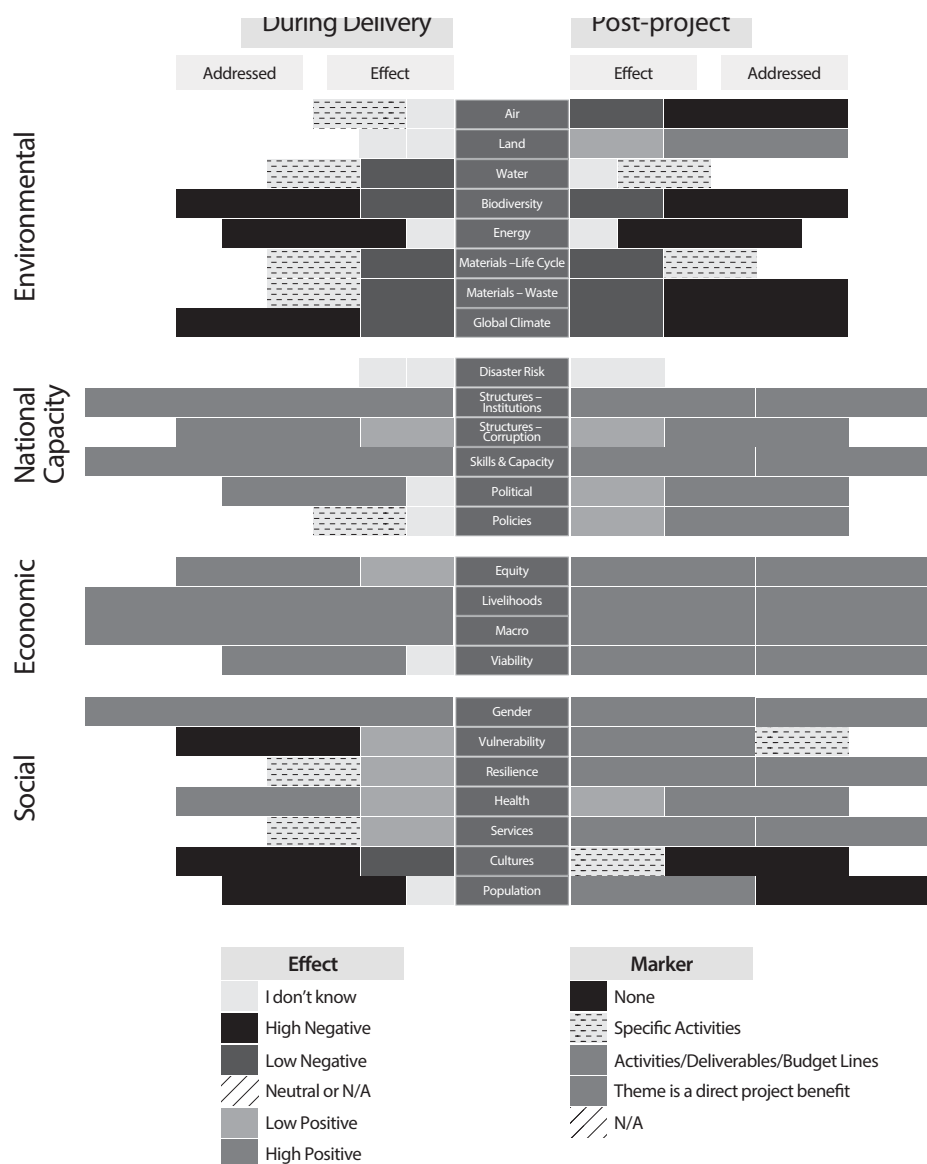 During Delivery
Post-project
Addressed
Effect
Effect
Addressed
Environmental
Air
Land
Water
Biodiversity
Energy
Materials –Life Cycle
Materials – Waste
Global Climate
National
Capacity
Disaster Risk
Structures –
Institutions
Structures –
Corruption
Skills & Capacity
Political
Policies
Economic
Equity
Livelihoods
Macro
Viability
Social
Gender
Vulnerability
Resilience
Health
Services
Cultures
Population
Effect
I don't know
High Negative
Low Negative
Neutral or N/A
Low Positive
High Positive
Marker
None
Specific Activities
Activities/Deliverables/Budget Lines
Theme is a direct project benefit
N/A